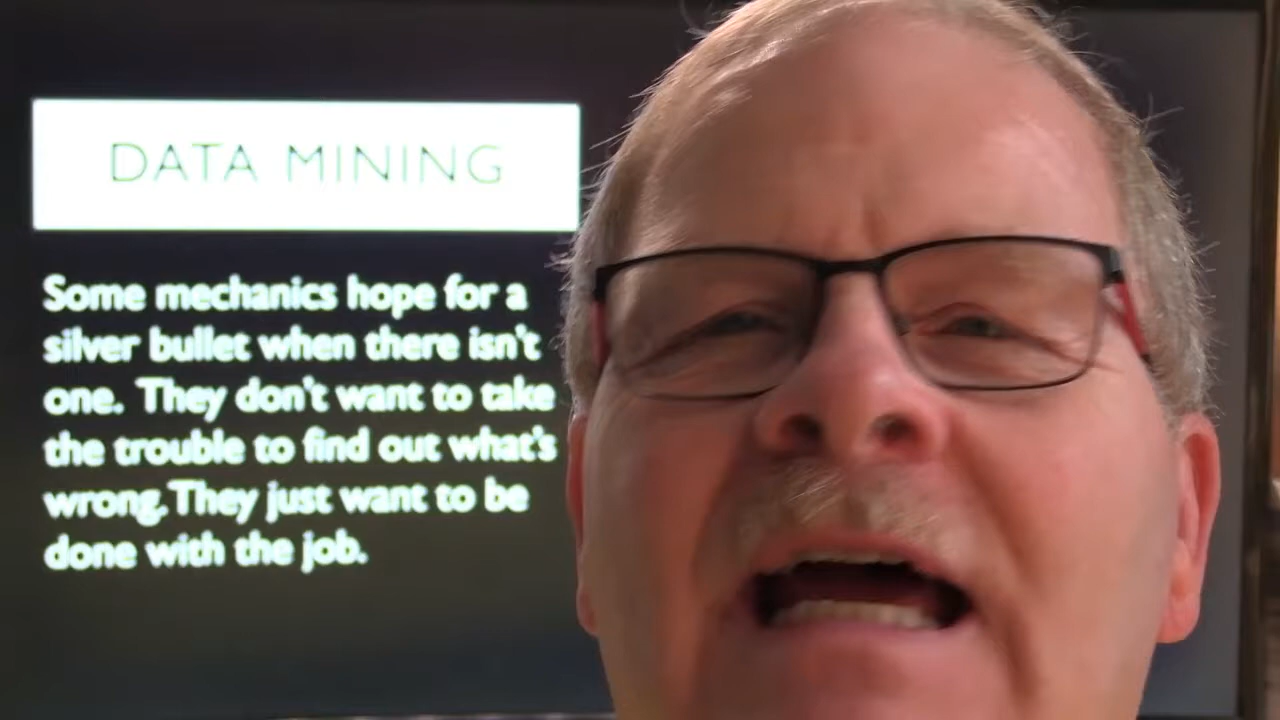 DATA MINING
Some mechanics hope for a
silver bullet when there isn't
one. They don't want to take
the trouble to find out what's
wrong. They just want to be
done with the job.